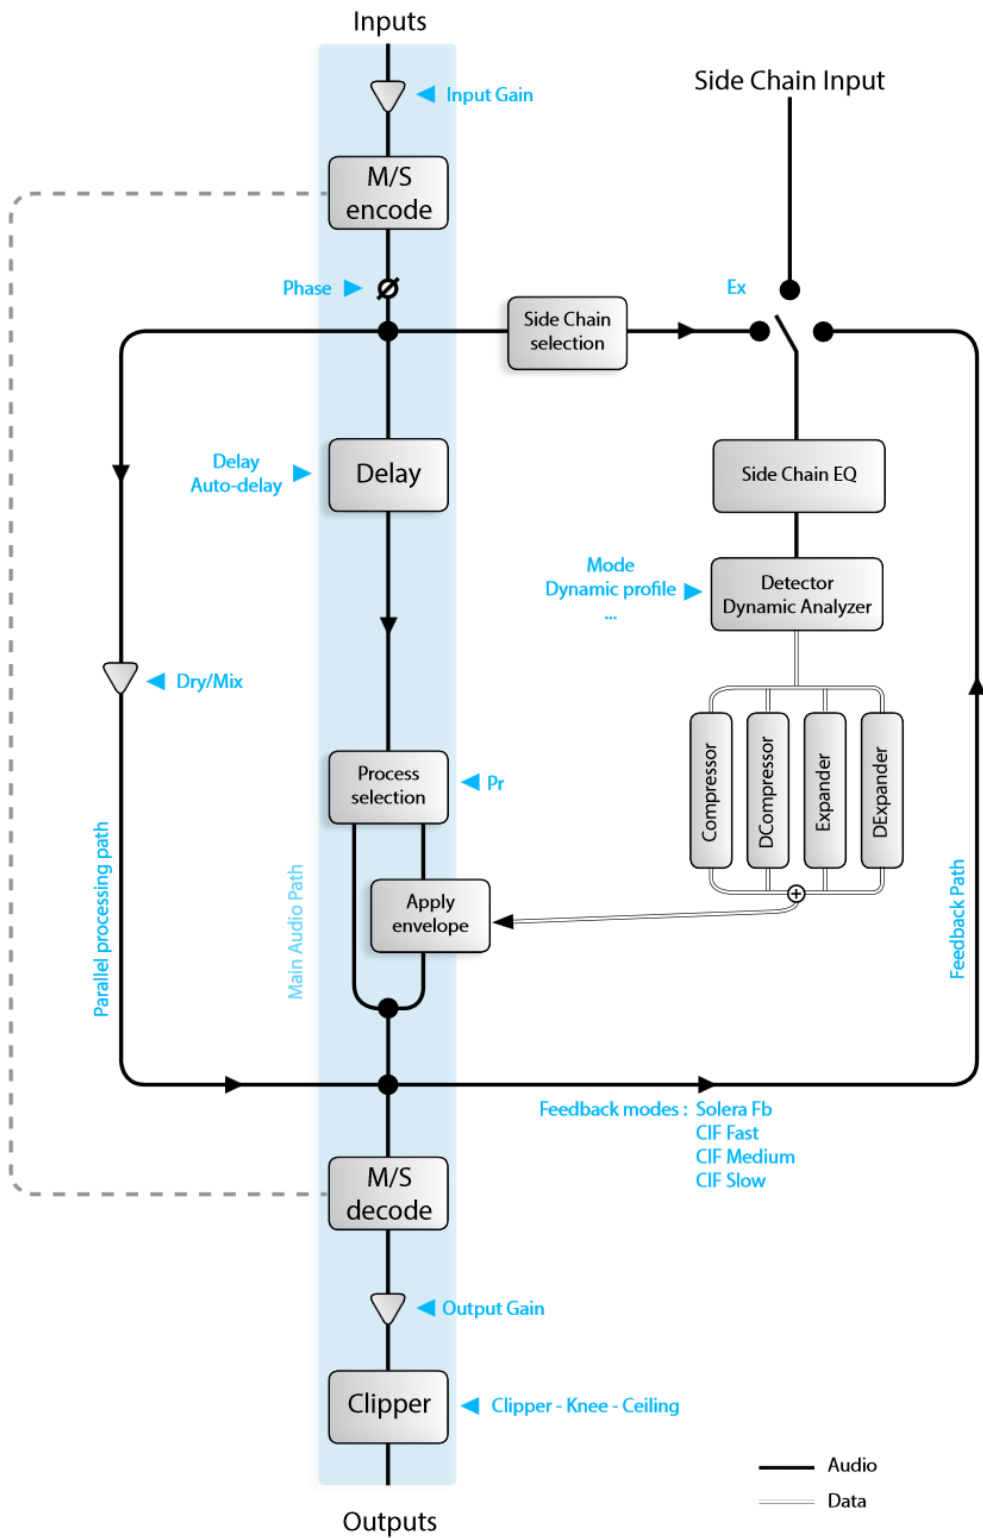 Inputs
Side Chain Input
Input Gain
M/S
encode
Phase
Ex
Side Chain
selection
Delay
Auto-delay
Delay
Side Chain EQ
Mode
Dynamic profile
...
Detector
Dynamic Analyzer
Dry/Mix
Process
selection
Pr
Compressor
DCompressor
Expander
DExpander
Parallel processing path
Main Audio Path
Apply
envelope
Feedback Path
Feedback modes : Solera Fb
CIF Fast
CIF Medium
CIF Slow
M/S
decode
Output Gain
Clipper
Clipper - Knee - Ceiling
Audio
Data
Outputs